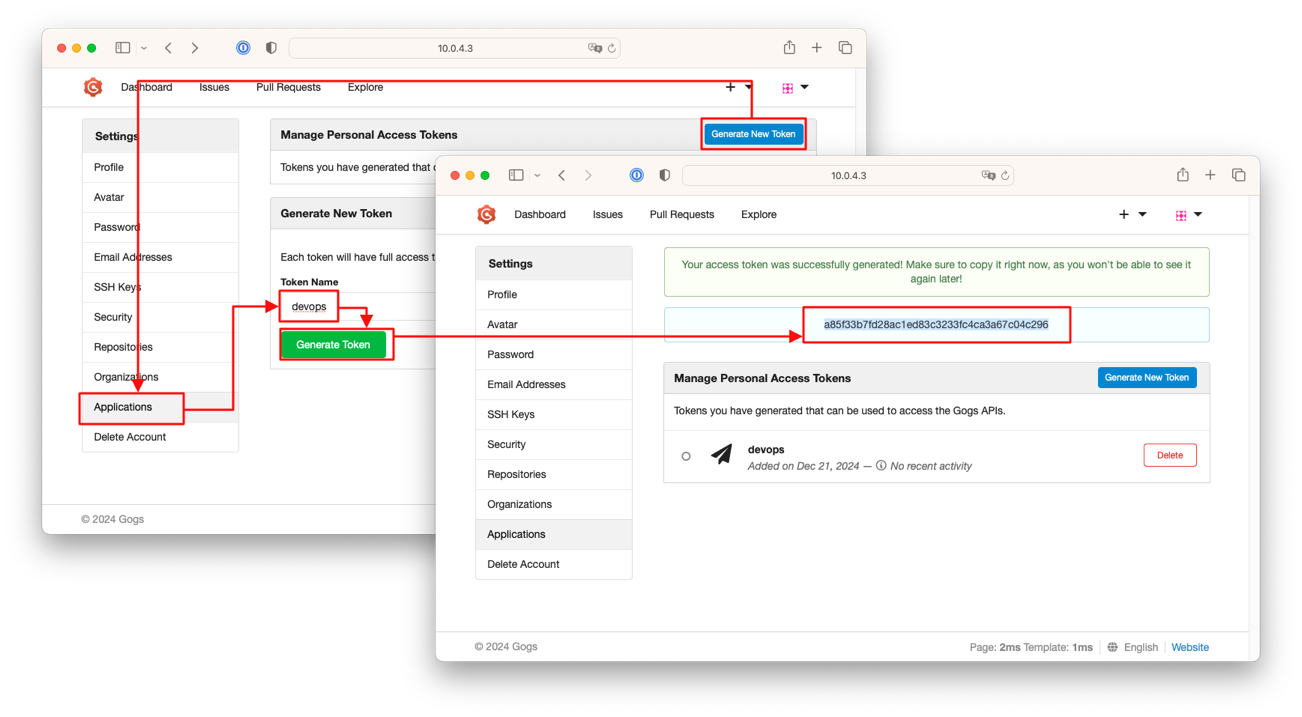 10.0.4.3
Dashboard Issues Pull Requests Explore
Settings
Profile
Avatar
Password
Email Addresses
SSH Keys
Security
Repositories
Organizations
Applications
Delete Account
Manage Personal Access Tokens
Generate New Token
Tokens you have generated that
Generate New Token
Each token will have full access
Token Name
devops
Generate Token
© 2024 Gogs
10.0.4.3
Dashboard Issues Pull Requests Explore
Settings
Profile
Avatar
Password
Email Addresses
SSH Keys
Security
Repositories
Organizations
Applications
Delete Account
Your access token was successfully generated! Make sure to copy it right now, as you won't be able to see it
again later!
a85f33b7fd28ac1ed83c3233fc4ca3a67c04c296
Manage Personal Access Tokens
Generate New Token
Tokens you have generated that can be used to access the Gogs APIs.
devops
Added on Dec 21, 2024 — No recent activity
Delete
© 2024 Gogs
Page: 2ms Template: 1ms English Website